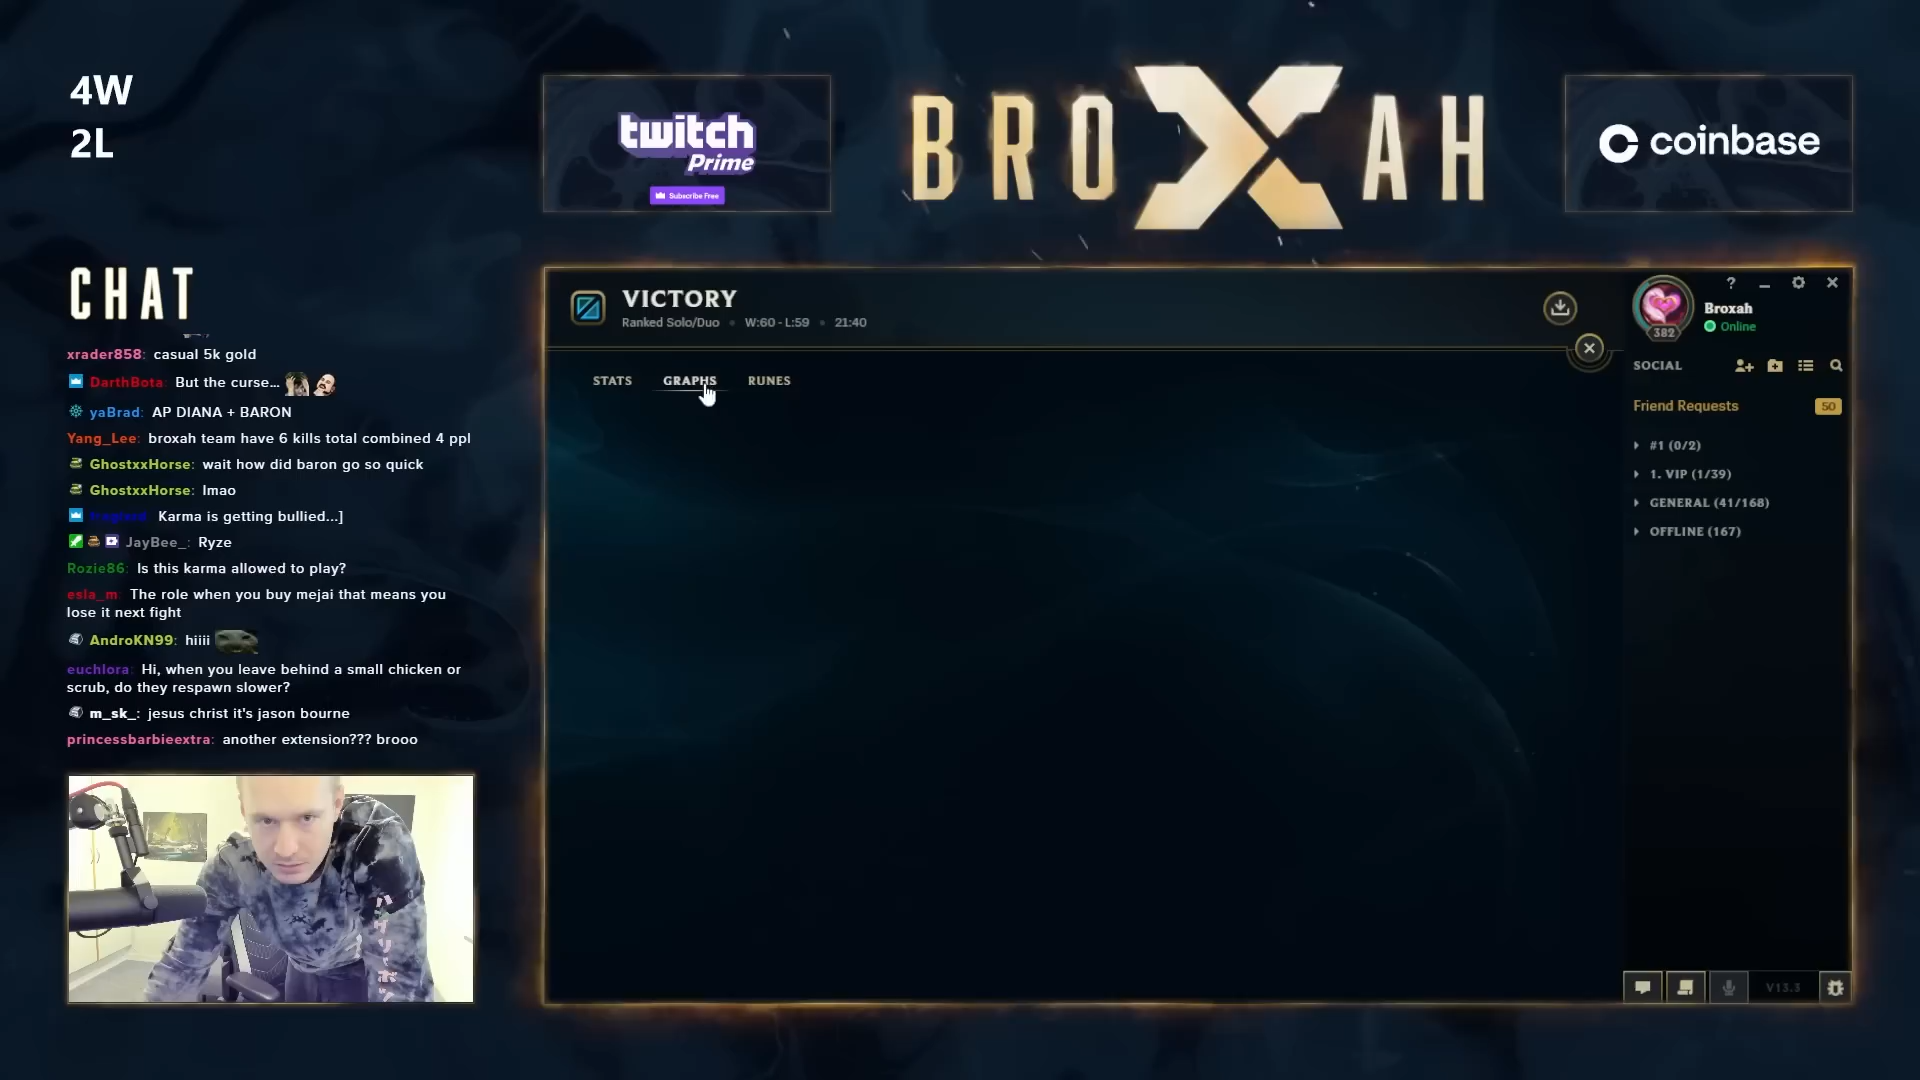 4W
2L
twitch
Prime
Subscribe Free
BROXAH
coinbase
CHAT
xrader858: casual 5k gold
DarthBota: But the curse...
yaBrad: AP DIANA + BARON
Yang_Lee: broxah team have 6 kills total combined 4 ppl
GhostxxHorse: wait how did baron go so quick
GhostxxHorse: lmao
Karma is getting bullied...]
JayBee_: Ryze
Rozie86: Is this karma allowed to play?
esla_m: The role when you buy mejai that means you
lose it next fight
AndroKN99: hiiii
euchlora: Hi, when you leave behind a small chicken or
scrub, do they respawn slower?
m_sk_: jesus christ it's jason bourne
princessbarbieextra: another extension??? brooo
VICTORY
Ranked Solo/Duo • W:60 - L:59 • 21:40
STATS
GRAPHS
RUNES
?
382
Broxah
Online
SOCIAL
Friend Requests
50
#1 (0/2)
1. VIP (1/39)
GENERAL (41/168)
OFFLINE (167)
V13.3